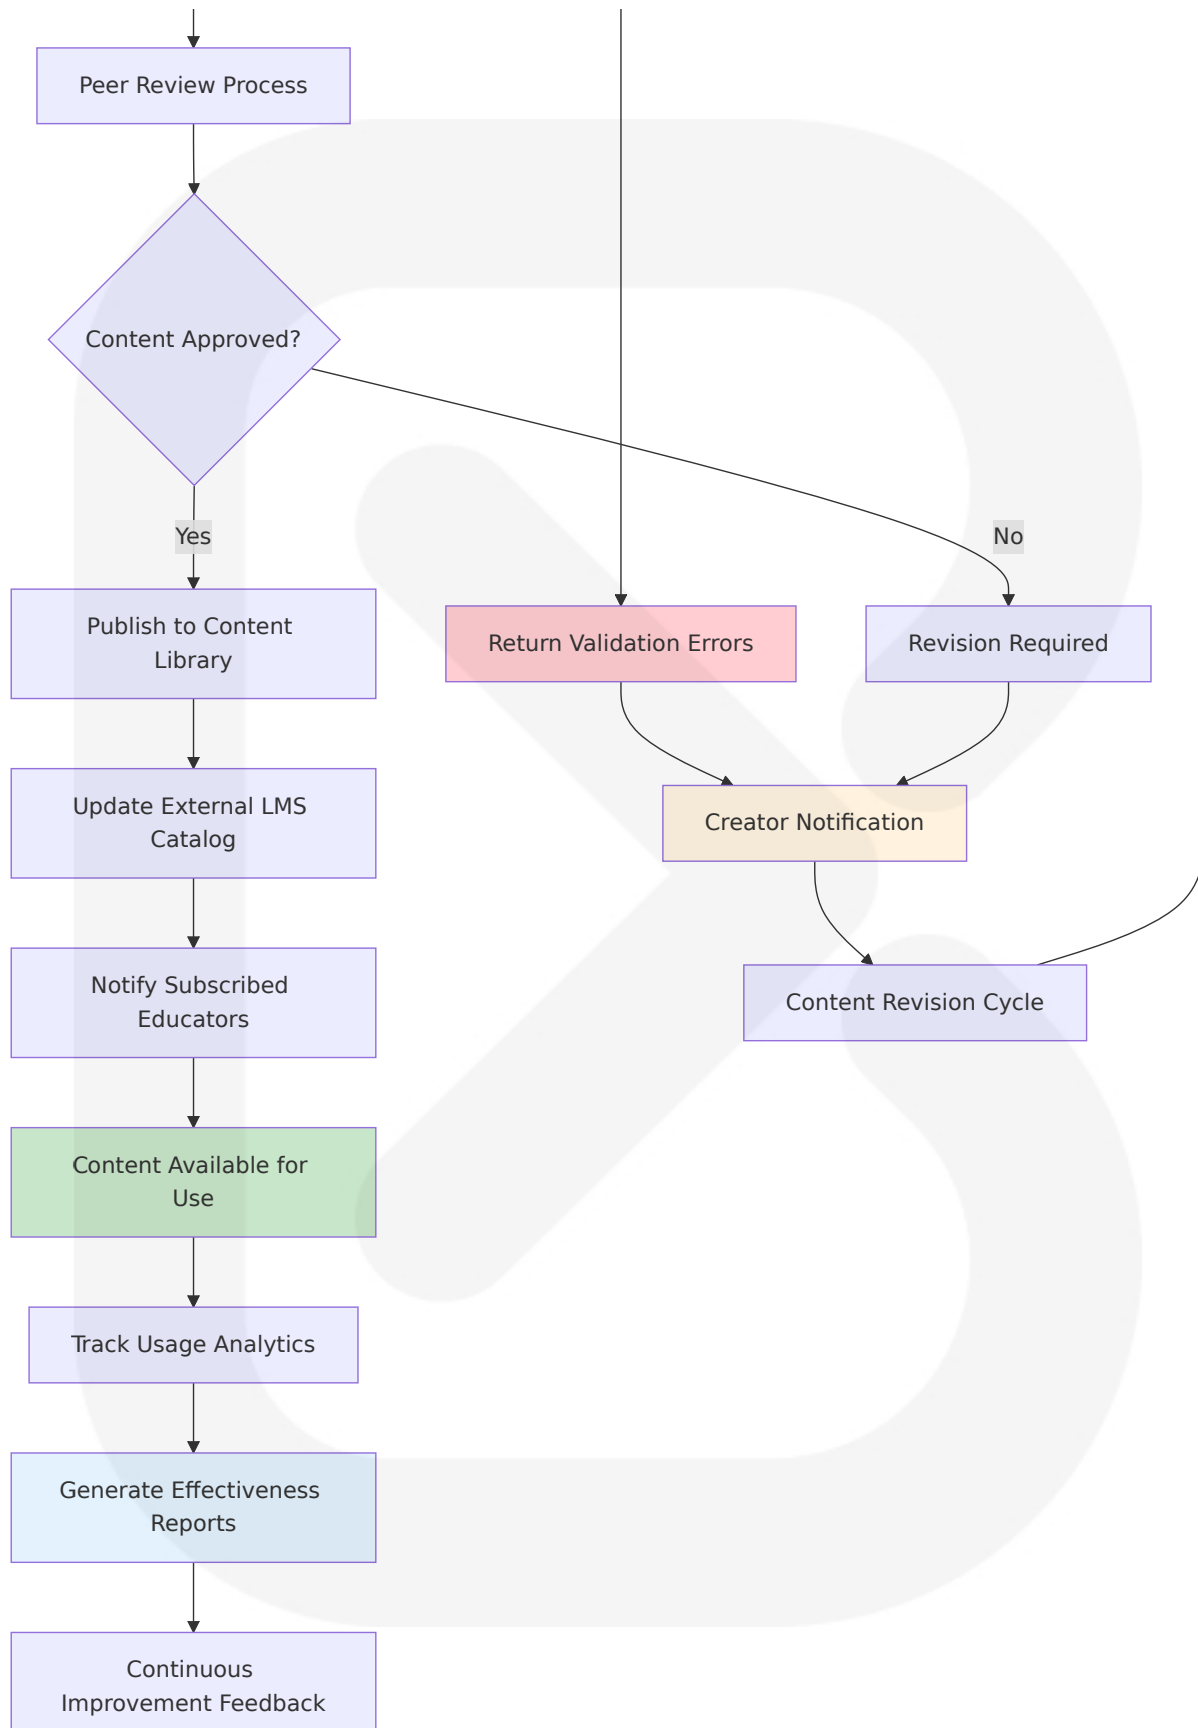 Peer Review Process
Content Approved?
Yes
No
Publish to Content
Library
Return Validation Errors
Revision Required
Update External LMS
Catalog
Creator Notification
Notify Subscribed
Educators
Content Revision Cycle
Content Available for
Use
Track Usage Analytics
Generate Effectiveness
Reports
Continuous
Improvement Feedback